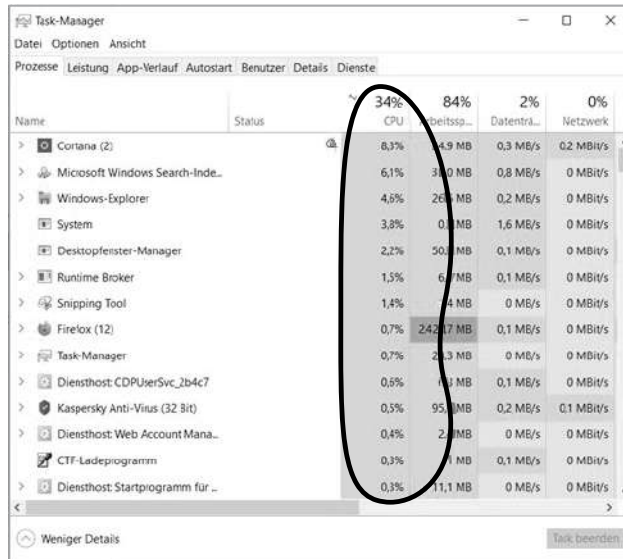 Task-Manager
Datei Optionen Ansicht
Prozesse Leistung App-Verlauf Autostart Benutzer Details Dienste
34% 84% 2% 0%
Name Status CPU Datenträ... Netzwerk
Cortana (2) 8,3% 0,3 MB/s 0,2 MBit/s
Microsoft Windows Search-Inde... 6,1% 0,8 MB/s 0 MBit/s
Windows-Explorer 4,6% 0,2 MB/s 0 MBit/s
System 3,8% 1,6 MB/s 0 MBit/s
Desktopfenster-Manager 2,2% 0,1 MB/s 0 MBit/s
Runtime Broker 1,5% 0,1 MB/s 0 MBit/s
Snipping Tool 1,4% 0 MB/s 0 MBit/s
Firefox (12) 0,7% 0,1 MB/s 0 MBit/s
Task-Manager 0,7% 0 MB/s 0 MBit/s
Diensthost: CDPUserSvc_2b4c7 0,6% 0,1 MB/s 0 MBit/s
Kaspersky Anti-Virus (32 Bit) 0,5% 0,2 MB/s 0,1 MBit/s
Diensthost: Web Account Mana... 0,4% 0 MB/s 0 MBit/s
CTF-Ladeprogramm 0,3% 0,1 MB/s 0 MBit/s
Diensthost: Startprogramm für ... 0,3% 11,1 MB 0 MB/s 0 MBit/s
Weniger Details Task beenden